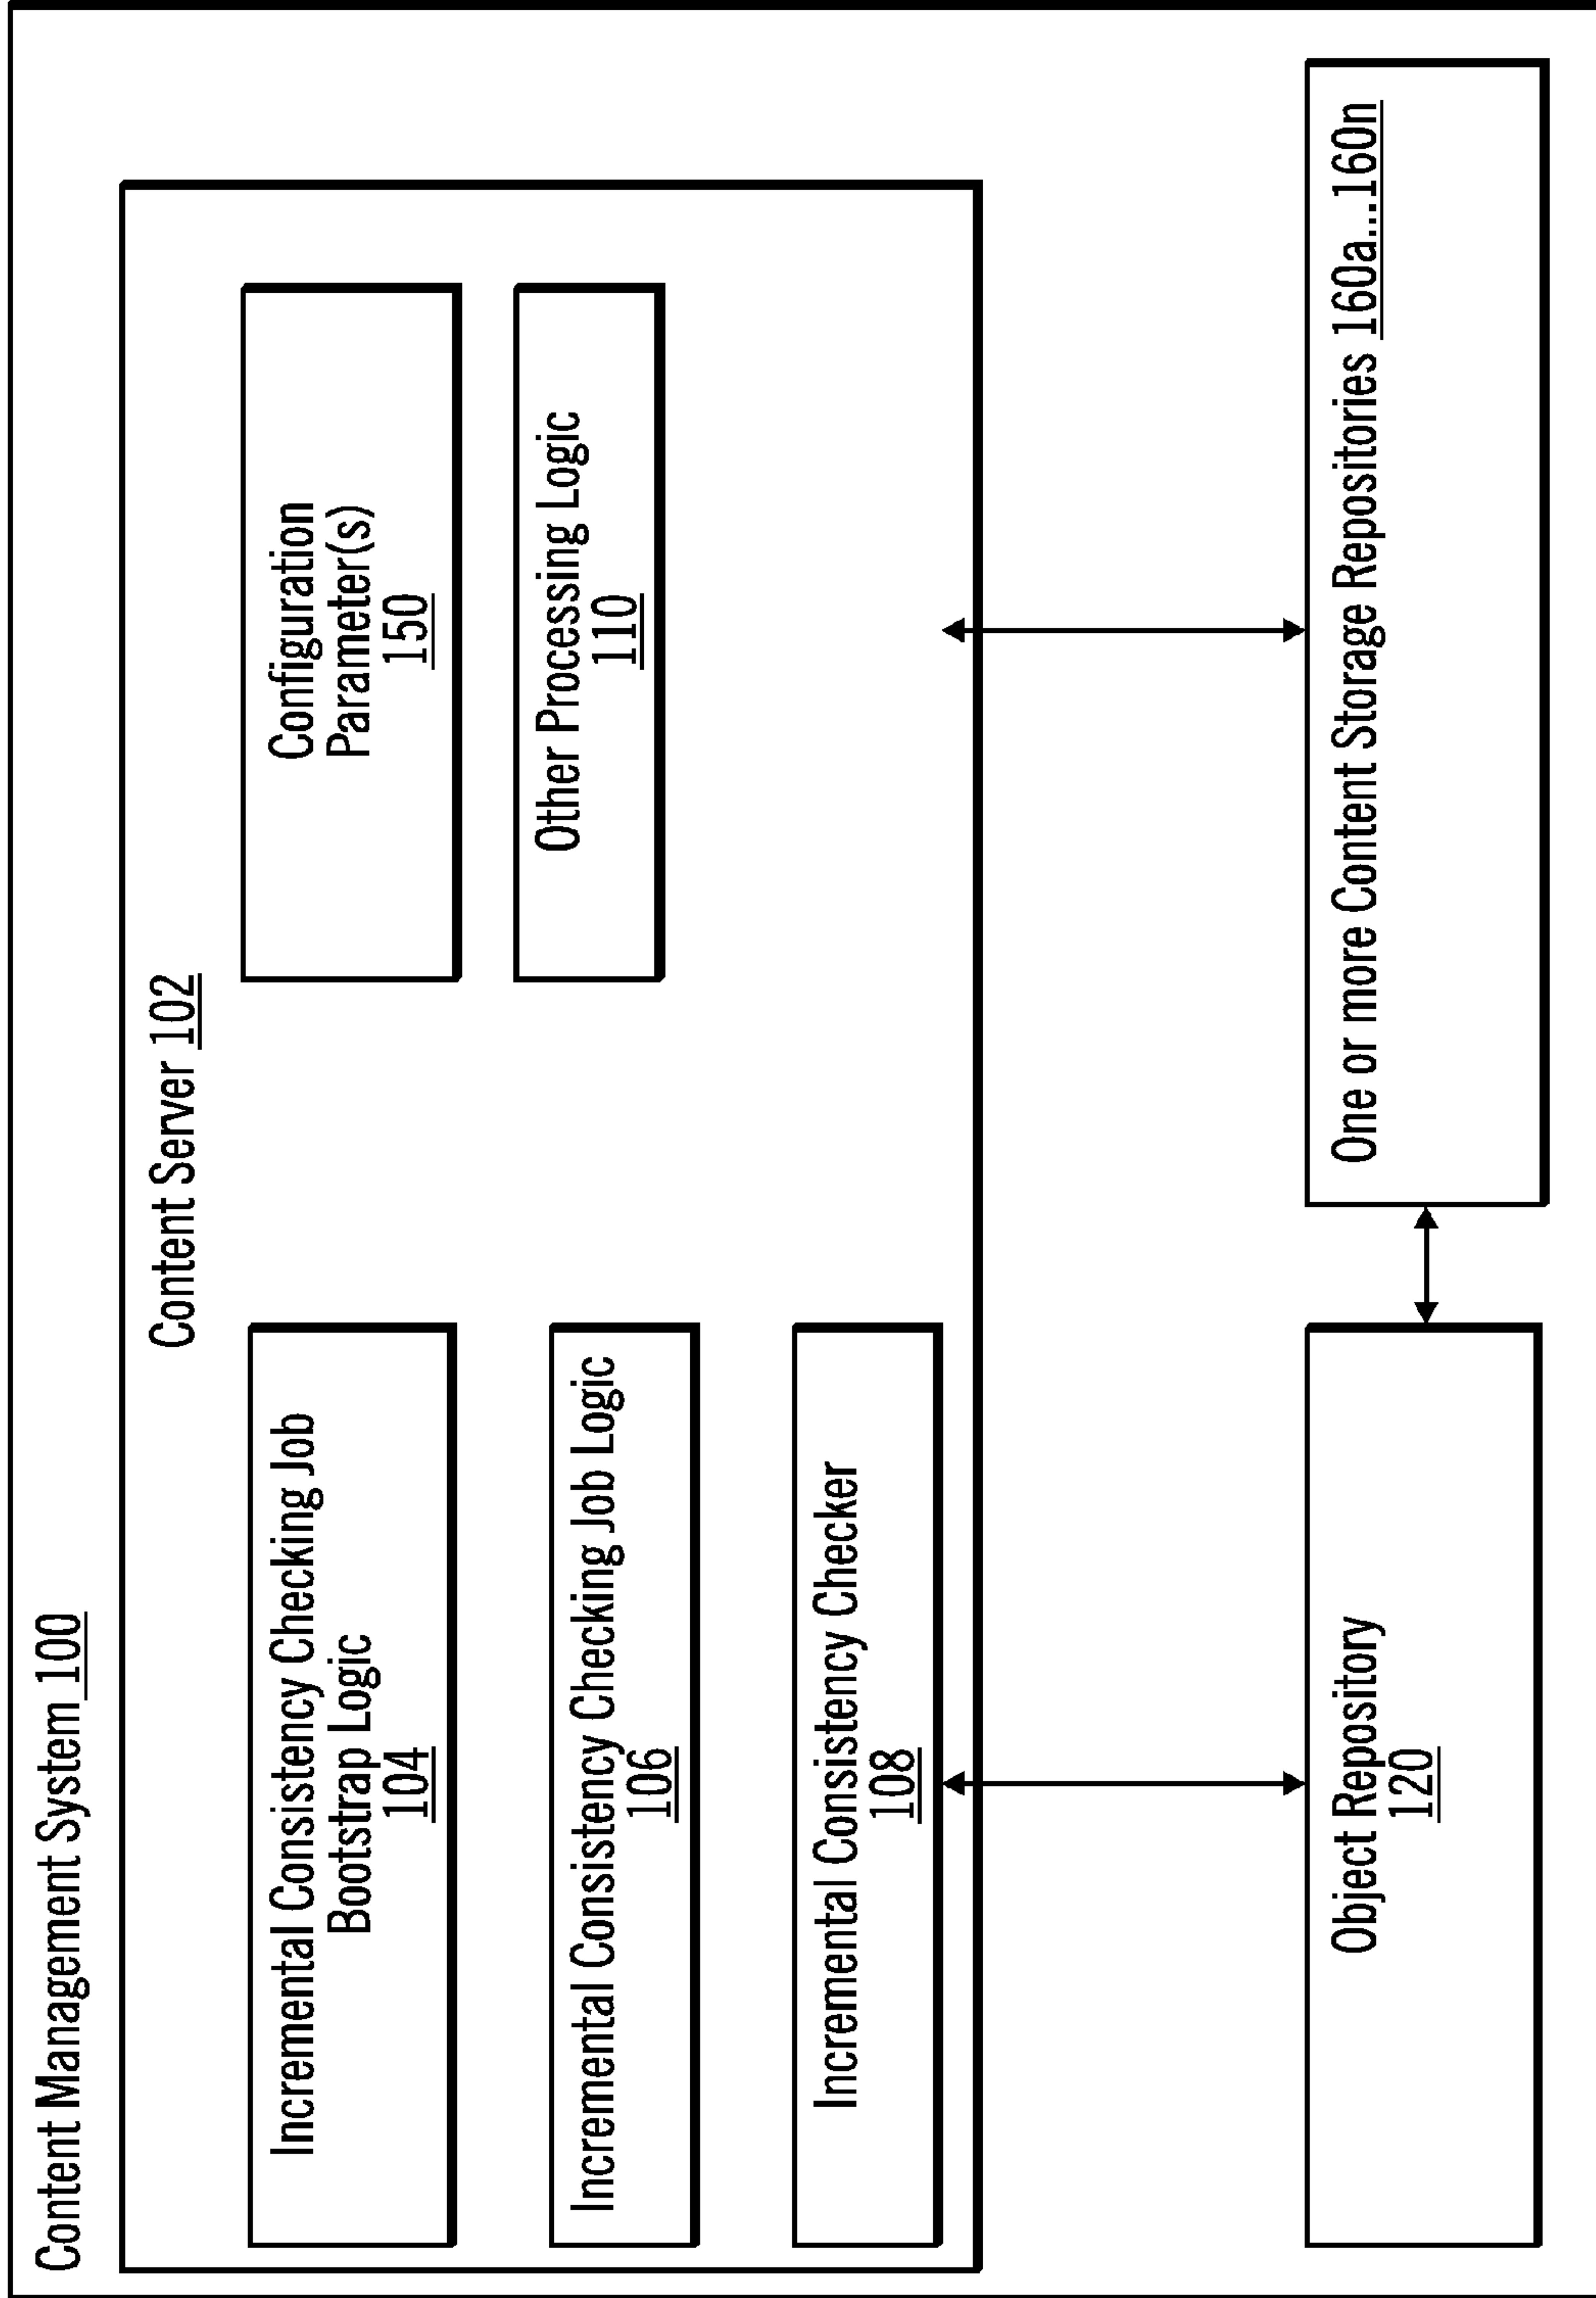 Content Management System 100
Content Server 102
Incremental Consistency Checking Job
Bootstrap Logic
104
Incremental Consistency Checking Job Logic
106
Incremental Consistency Checker
108
Configuration
Parameter(s)
150
Other Processing Logic
110
Object Repository
120
One or more Content Storage Repositories 160a...160n